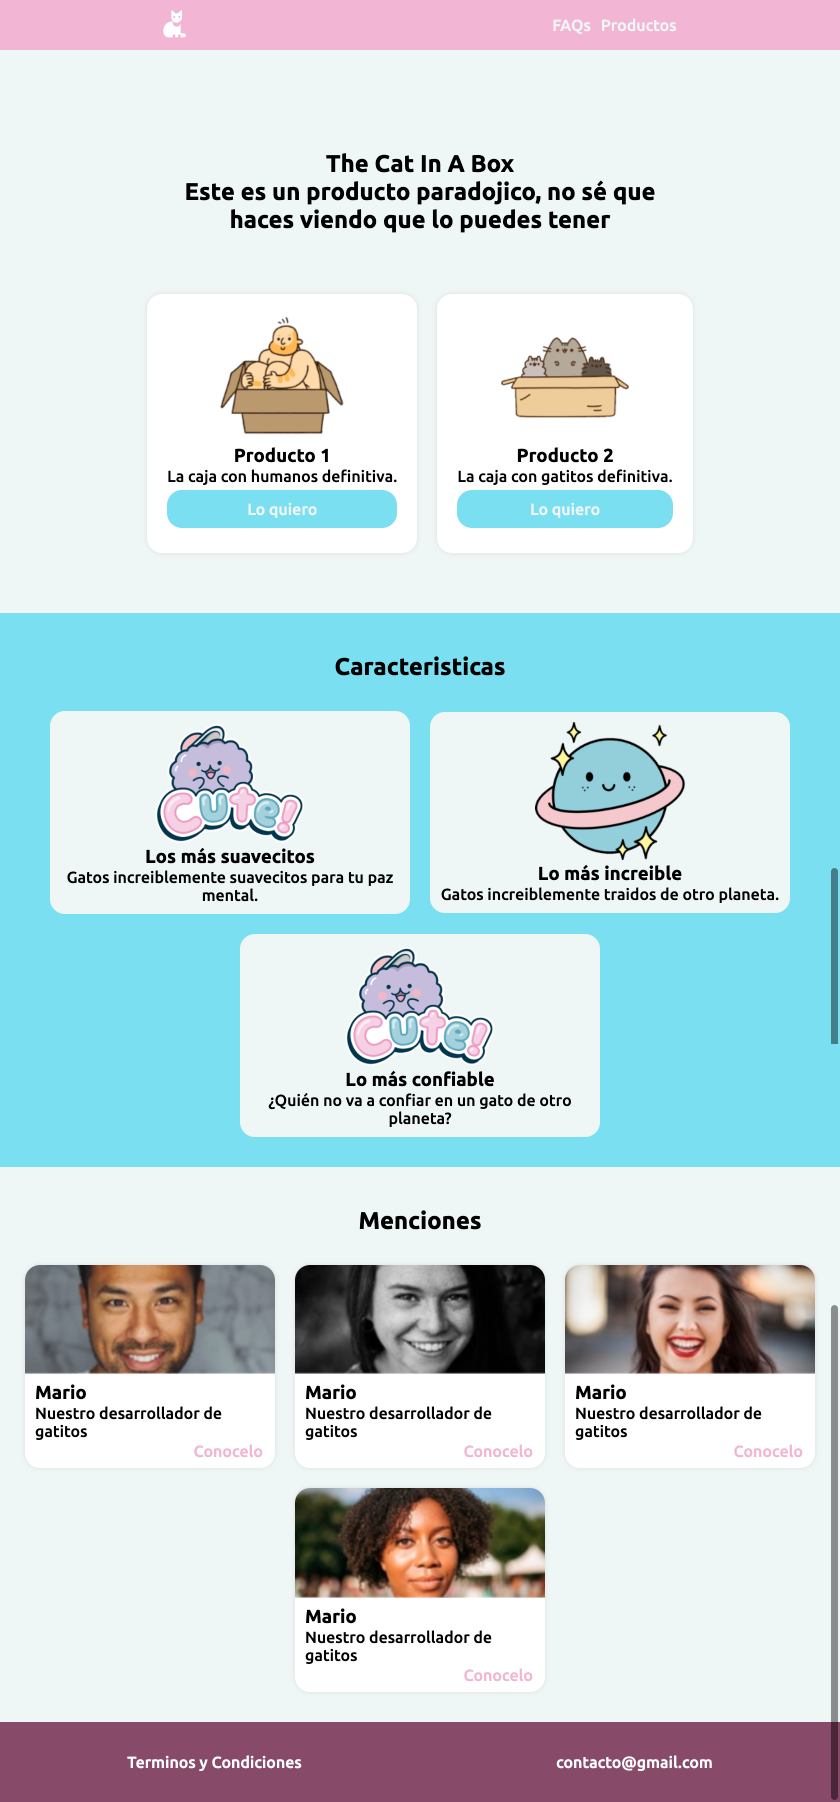 FAQs Productos
The Cat In A Box
Este es un producto paradojico, no sé que
haces viendo que lo puedes tener
Producto 1
La caja con humanos definitiva.
Lo quiero
Producto 2
La caja con gatitos definitiva.
Lo quiero
Caracteristicas
Cute!
Los más suavecitos
Gatos increiblemente suavecitos para tu paz
mental.
Lo más increible
Gatos increiblemente traidos de otro planeta.
Cute!
Lo más confiable
¿Quién no va a confiar en un gato de otro
planeta?
Menciones
Mario
Nuestro desarrollador de
gatitos
Conocelo
Mario
Nuestro desarrollador de
gatitos
Conocelo
Mario
Nuestro desarrollador de
gatitos
Conocelo
Mario
Nuestro desarrollador de
gatitos
Conocelo
Terminos y Condiciones
contacto@gmail.com